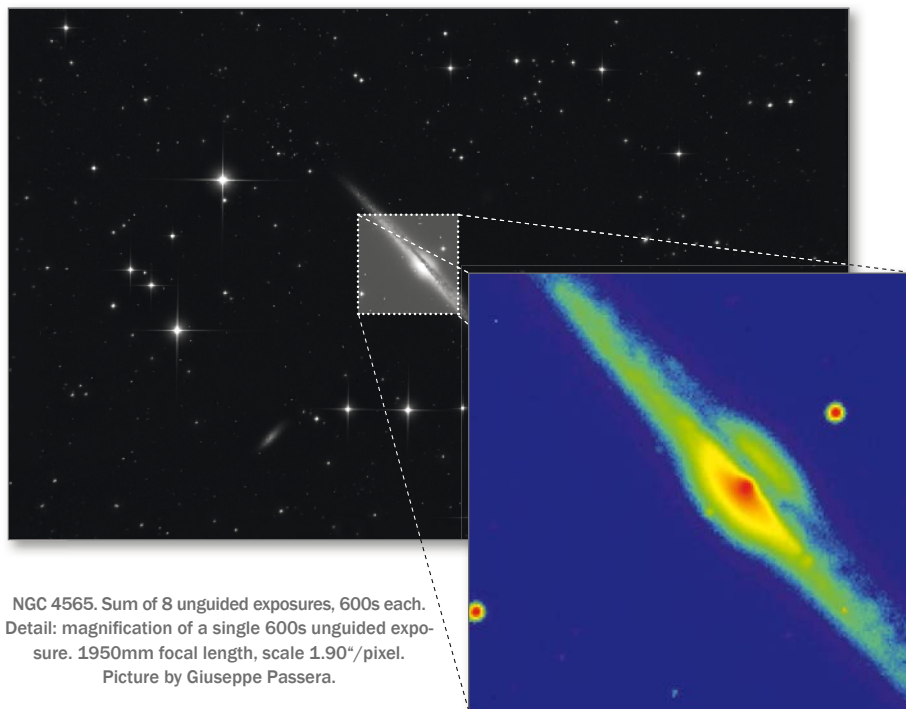 NGC 4565. Sum of 8 unguided exposures, 600s each.
Detail: magnification of a single 600s unguided expo-
sure. 1950mm focal length, scale 1.90“/pixel.
Picture by Giuseppe Passera.